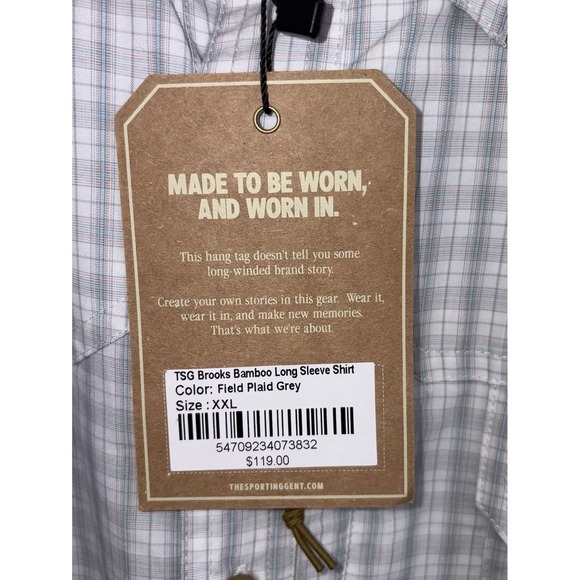 MADE TO BE WORN,
AND WORN IN.
This hang tag doesn't tell you some
long-winded brand story.
Create your own stories in this gear. Wear it,
wear it in, and make new memories.
That's what we're about.
TSG Brooks Bamboo Long Sleeve Shirt
Color: Field Plaid Grey
Size : XXL
54709234073832
$119.00
THESPORTINGGENT.COM